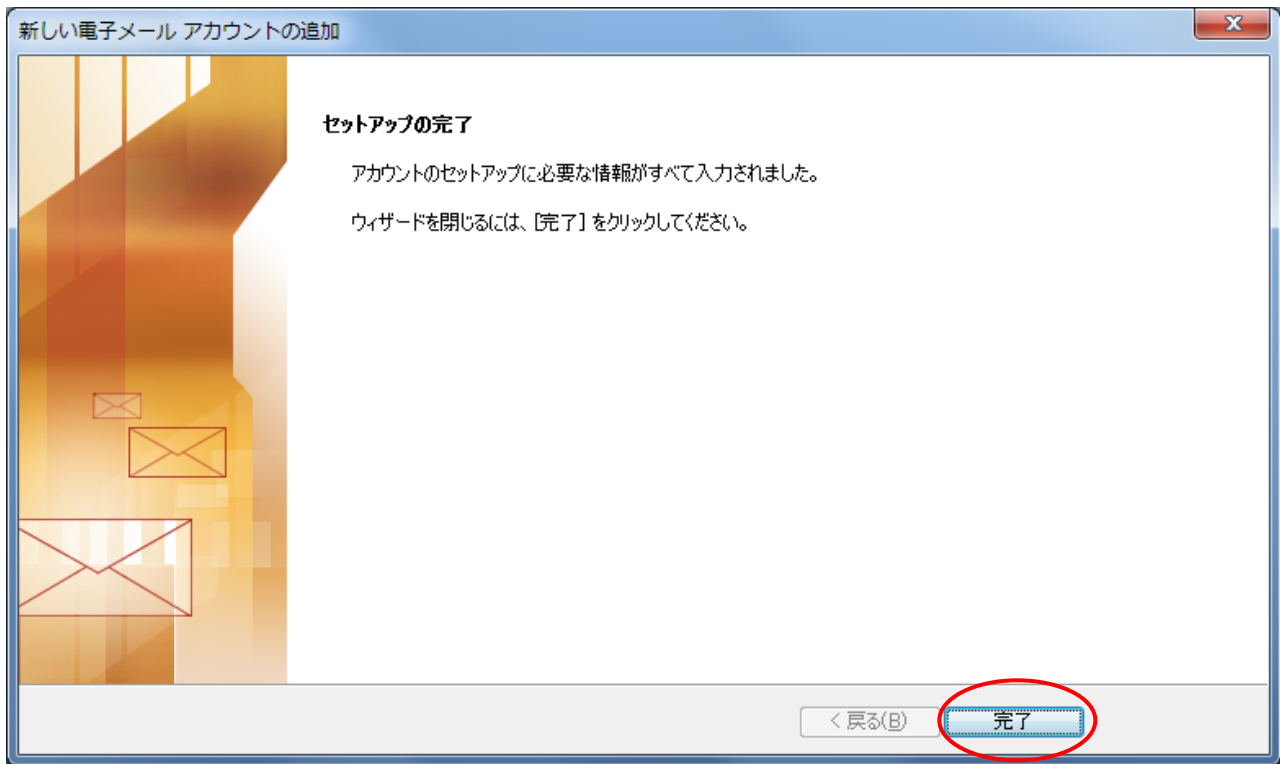 新しい電子メール アカウントの追加
セットアップの完了
アカウントのセットアップに必要な情報がすべて入力されました。
ウィザードを閉じるには、[完了] をクリックしてください。
< 戻る(B)
完了